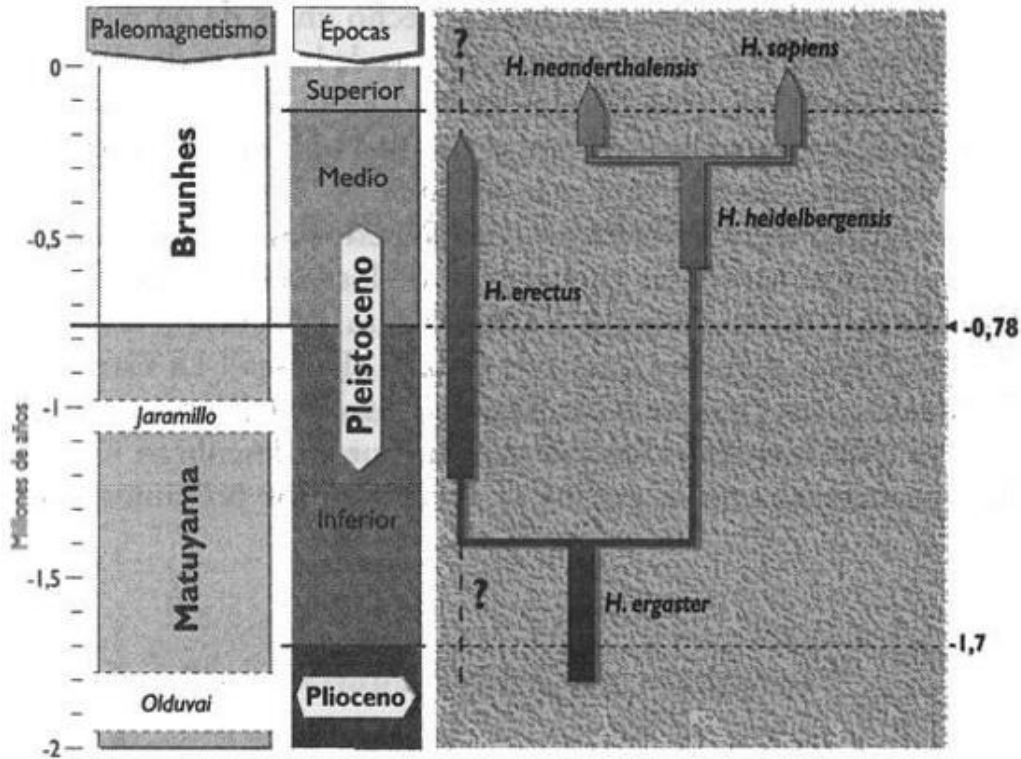 Paleomagnetismo
Épocas
?
H. neanderthalensis
H. sapiens
0
Superior
Brunhes
Medio
H. heidelbergensis
-0,5
H. erectus
Pleistoceno
-0,78
-1
Jaramillo
Millones de años
Matuyama
Inferior
-1,5
?
H. ergaster
-1,7
Olduvai
Plioceno
-2